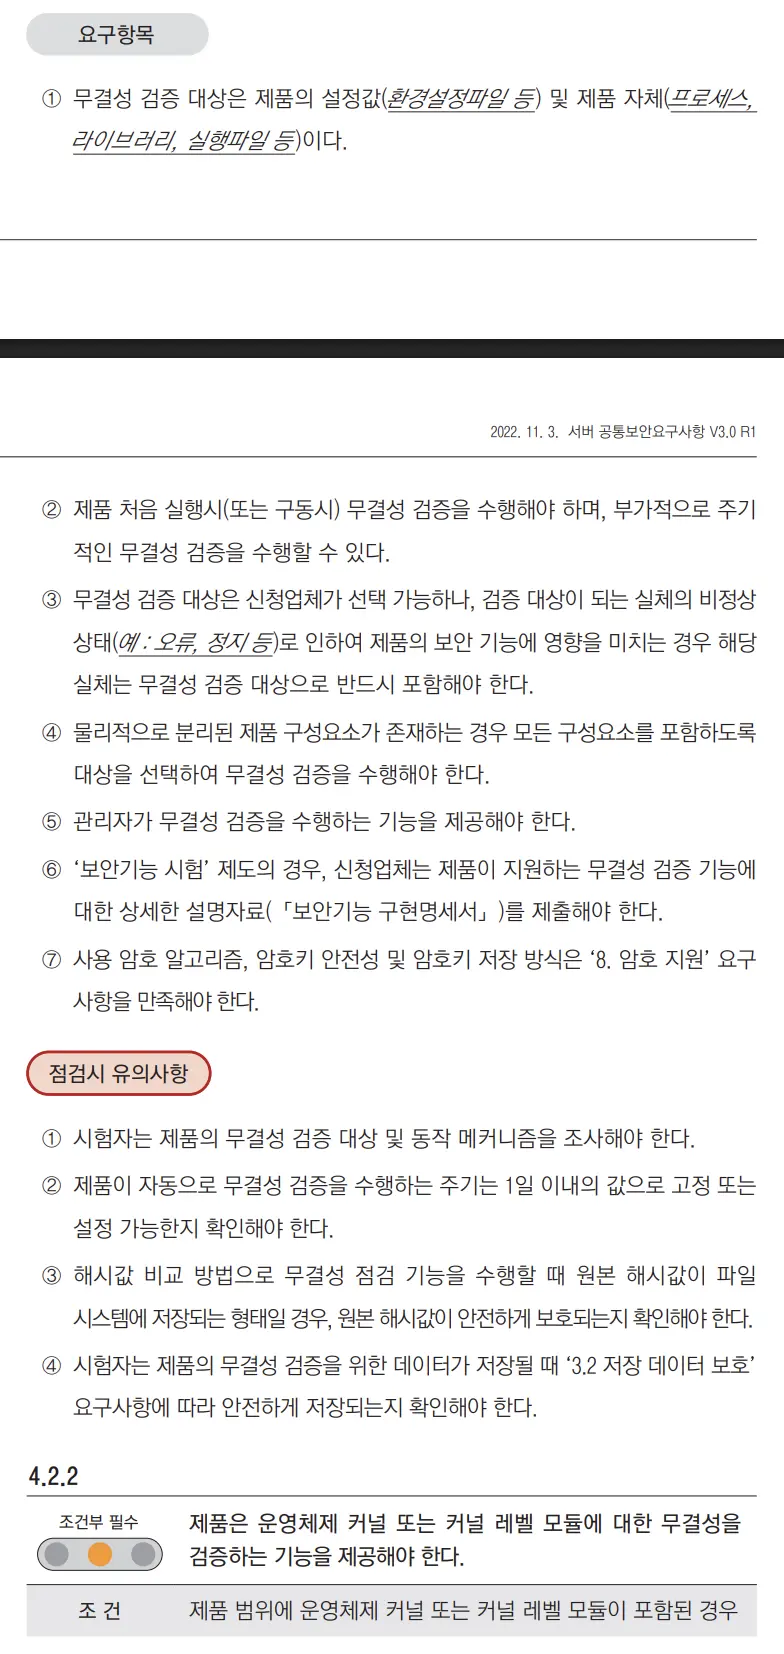 요구항목
① 무결성 검증 대상은 제품의 설정값(환경설정파일 등) 및 제품 자체(프로세스,
라이브러리, 실행파일 등)이다.
2022. 11. 3. 서버 공통보안요구사항 V3.0 R1
② 제품 처음 실행시(또는 구동시) 무결성 검증을 수행해야 하며, 부가적으로 주기
적인 무결성 검증을 수행할 수 있다.
③ 무결성 검증 대상은 신청업체가 선택 가능하나, 검증 대상이 되는 실체의 비정상
상태(예 : 오류, 정지 등)로 인하여 제품의 보안 기능에 영향을 미치는 경우 해당
실체는 무결성 검증 대상으로 반드시 포함해야 한다.
④ 물리적으로 분리된 제품 구성요소가 존재하는 경우 모든 구성요소를 포함하도록
대상을 선택하여 무결성 검증을 수행해야 한다.
⑤ 관리자가 무결성 검증을 수행하는 기능을 제공해야 한다.
⑥ ‘보안기능 시험’ 제도의 경우, 신청업체는 제품이 지원하는 무결성 검증 기능에
대한 상세한 설명자료(「보안기능 구현명세서」)를 제출해야 한다.
⑦ 사용 암호 알고리즘, 암호키 안전성 및 암호키 저장 방식은 ‘8. 암호 지원’ 요구
사항을 만족해야 한다.
점검시 유의사항
① 시험자는 제품의 무결성 검증 대상 및 동작 메커니즘을 조사해야 한다.
② 제품이 자동으로 무결성 검증을 수행하는 주기는 1일 이내의 값으로 고정 또는
설정 가능한지 확인해야 한다.
③ 해시값 비교 방법으로 무결성 점검 기능을 수행할 때 원본 해시값이 파일
시스템에 저장되는 형태일 경우, 원본 해시값이 안전하게 보호되는지 확인해야 한다.
④ 시험자는 제품의 무결성 검증을 위한 데이터가 저장될 때 ‘3.2 저장 데이터 보호’
요구사항에 따라 안전하게 저장되는지 확인해야 한다.
4.2.2
조건부 필수
제품은 운영체제 커널 또는 커널 레벨 모듈에 대한 무결성을
검증하는 기능을 제공해야 한다.
조 건 제품 범위에 운영체제 커널 또는 커널 레벨 모듈이 포함된 경우